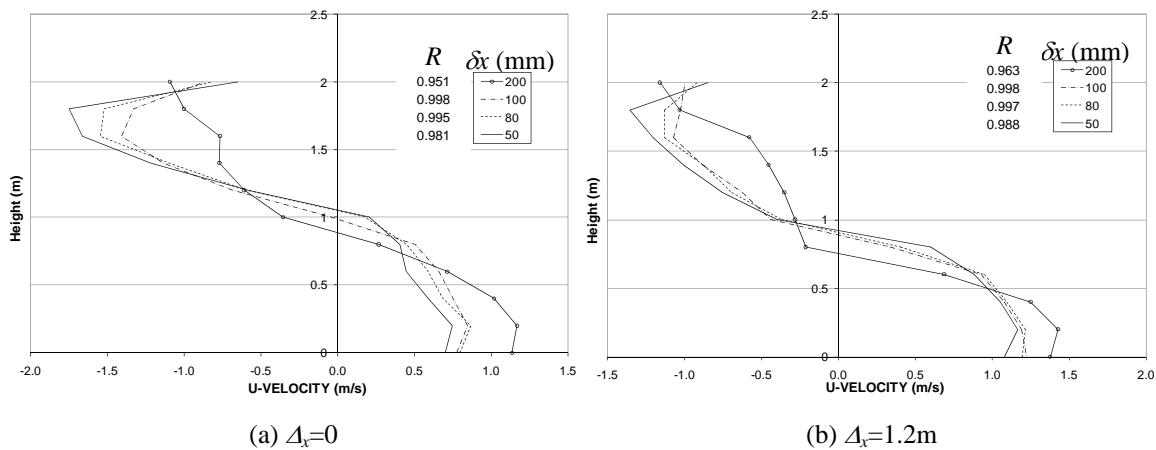 2.5
2
1.5
1
0.5
0
-2.0 -1.5 -1.0 -0.5 0.0 0.5 1.0 1.5
U-VELOCITY (m/s)
Height (m)
R δx (mm)
0.951 200
0.998 100
0.995 80
0.981 50
(a) Δx=0
2.5
2
1.5
1
0.5
0
-1.5 -1.0 -0.5 0.0 0.5 1.0 1.5 2.0
U-VELOCITY (m/s)
Height (m)
R δx (mm)
0.963 200
0.998 100
0.997 80
0.988 50
(b) Δx=1.2m